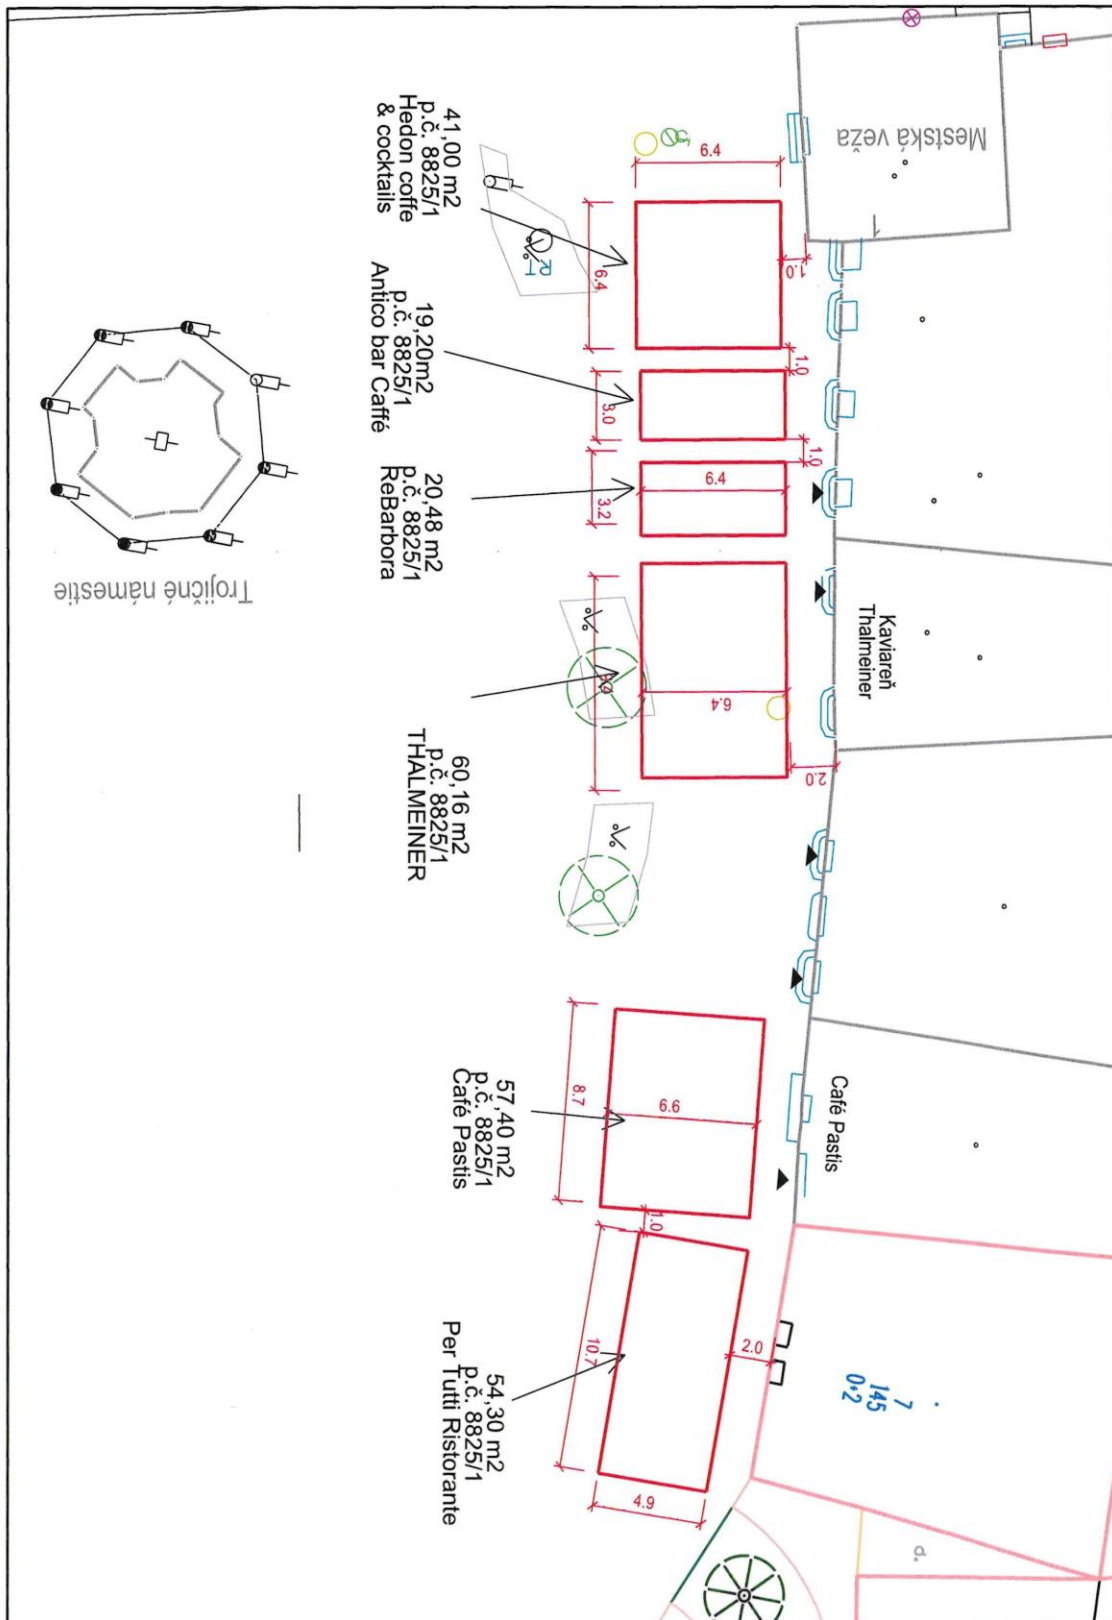 Mestská veža
41,00 m2
p.č. 8825/1
Hedon coffe
& cocktails
6.4
6.4
1.0
RT
19,20m2
p.č. 8825/1
Antico bar Caffé
1.0
3.0
1.0
20,48 m2
p.č. 8825/1
ReBarbora
6.4
3.2
Trojičné námestie
Kaviareň
Thalmeiner
60,16 m2
p.č. 8825/1
THALMEINER
6.4
2.0
Café Pastis
57,40 m2
p.č. 8825/1
Café Pastis
8.7
6.6
1.0
54,30 m2
p.č. 8825/1
Per Tutti Ristorante
10.7
2.0
4.9
7
145
0+2
d.